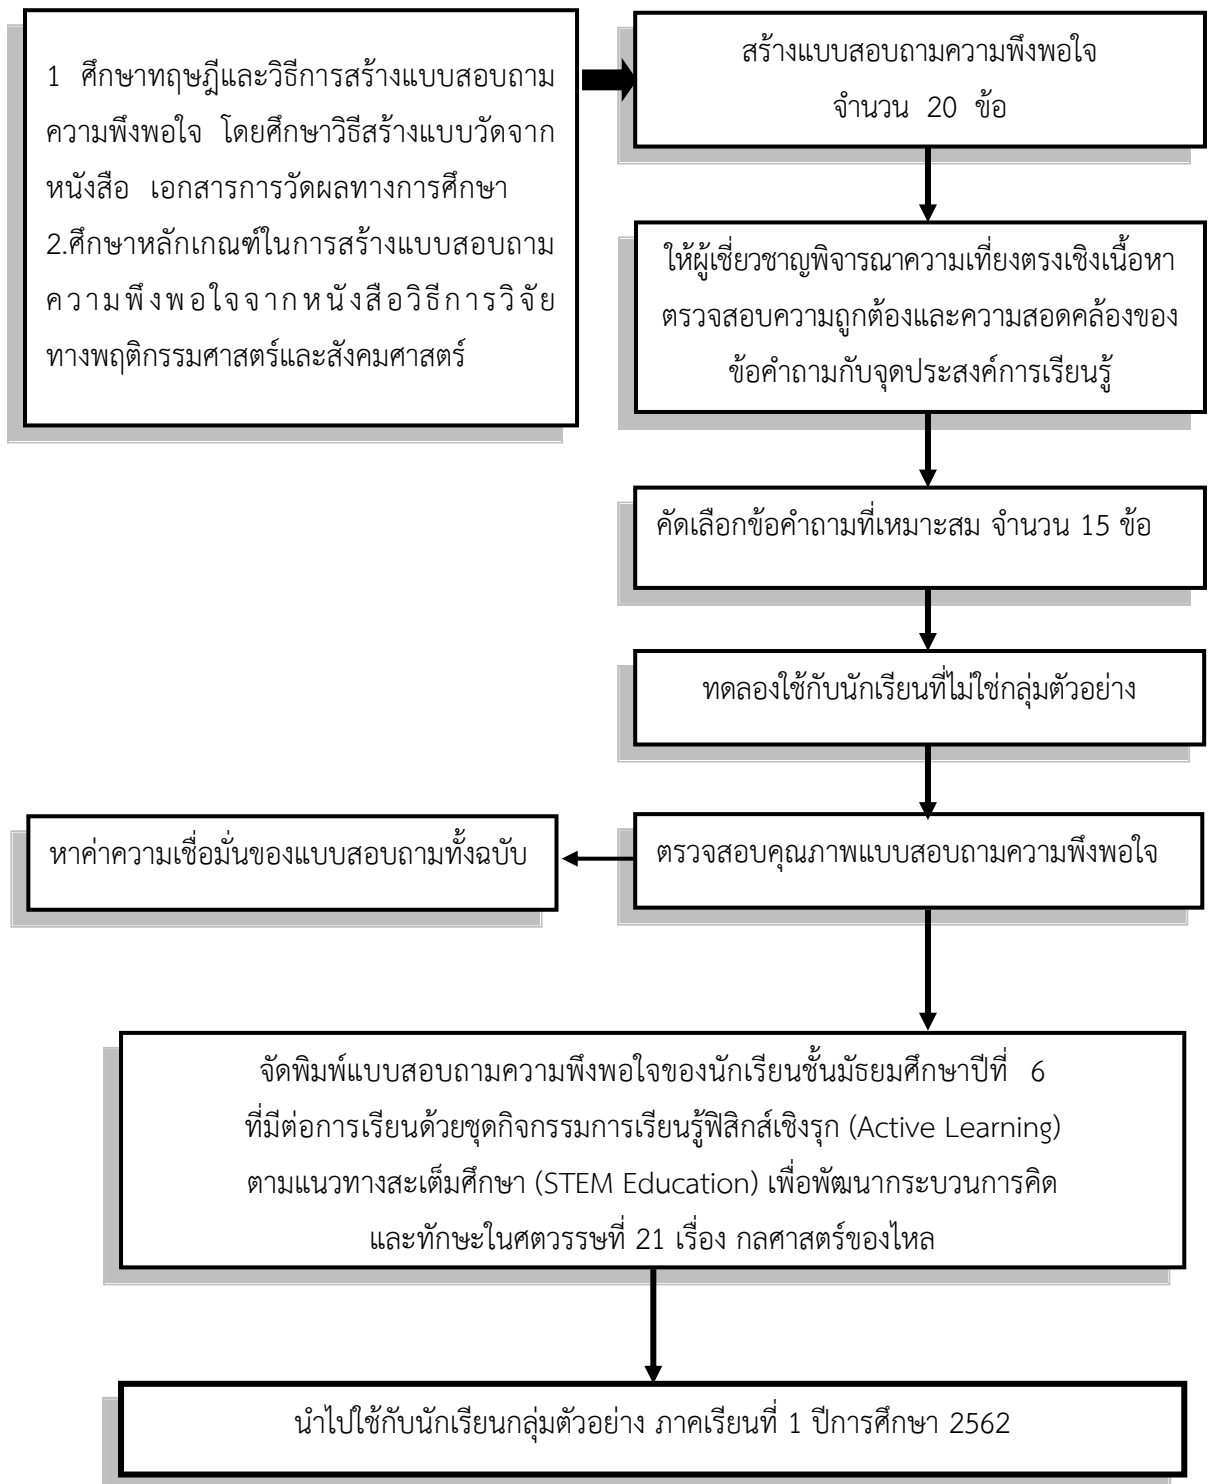 1 ศึกษาทฤษฎีและวิธีการสร้างแบบสอบถาม
ความพึงพอใจ โดยศึกษาวิธีสร้างแบบวัดจาก
หนังสือ เอกสารการวัดผลทางการศึกษา
2.ศึกษาหลักเกณฑ์ในการสร้างแบบสอบถาม
ความพึงพอใจจากหนังสือวิธีการวิจัย
ทางพฤติกรรมศาสตร์และสังคมศาสตร์
สร้างแบบสอบถามความพึงพอใจ
จำนวน 20 ข้อ
ให้ผู้เชี่ยวชาญพิจารณาความเที่ยงตรงเชิงเนื้อหา
ตรวจสอบความถูกต้องและความสอดคล้องของ
ข้อคำถามกับจุดประสงค์การเรียนรู้
คัดเลือกข้อคำถามที่เหมาะสม จำนวน 15 ข้อ
ทดลองใช้กับนักเรียนที่ไม่ใช่กลุ่มตัวอย่าง
ตรวจสอบคุณภาพแบบสอบถามความพึงพอใจ
หาค่าความเชื่อมั่นของแบบสอบถามทั้งฉบับ
จัดพิมพ์แบบสอบถามความพึงพอใจของนักเรียนชั้นมัธยมศึกษาปีที่ 6
ที่มีต่อการเรียนด้วยชุดกิจกรรมการเรียนรู้ฟิสิกส์เชิงรุก (Active Learning)
ตามแนวทางสะเต็มศึกษา (STEM Education) เพื่อพัฒนากระบวนการคิด
และทักษะในศตวรรษที่ 21 เรื่อง กลศาสตร์ของไหล
นำไปใช้กับนักเรียนกลุ่มตัวอย่าง ภาคเรียนที่ 1 ปีการศึกษา 2562